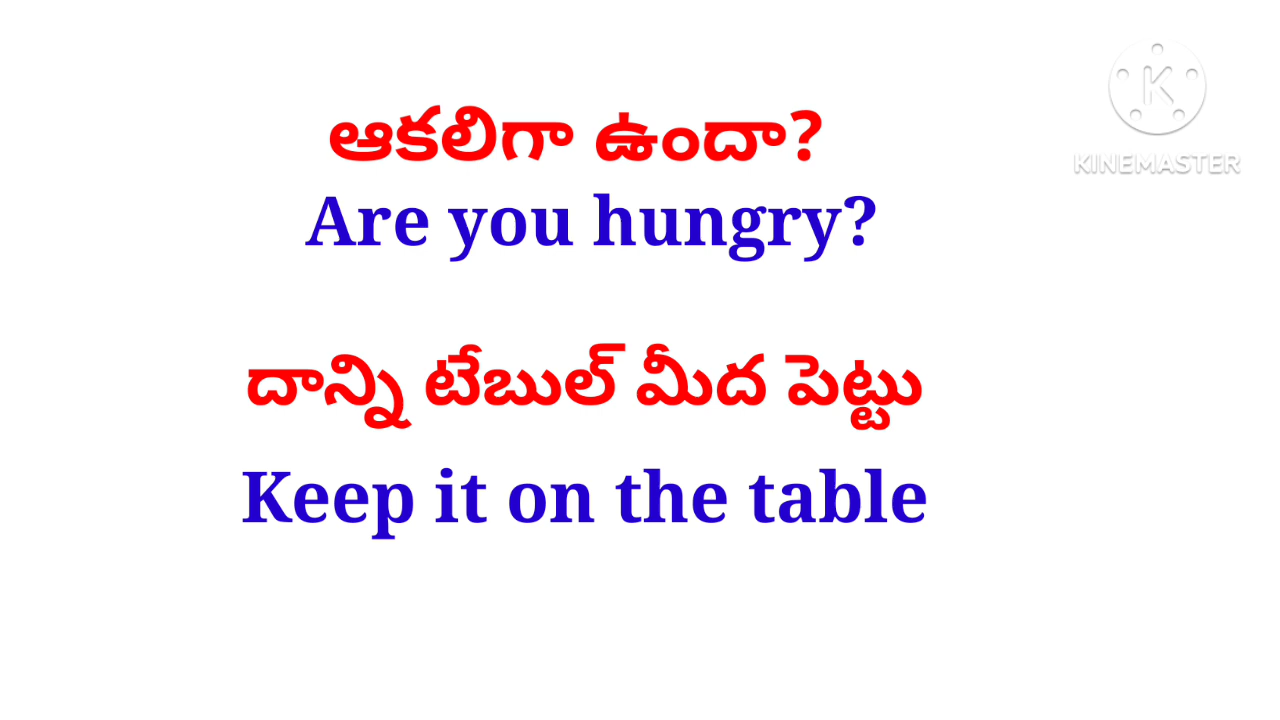 ఆకలిగా ఉందా?
Are you hungry?
దాన్ని టేబుల్ మీద పెట్టు
Keep it on the table
K
KINEMASTER